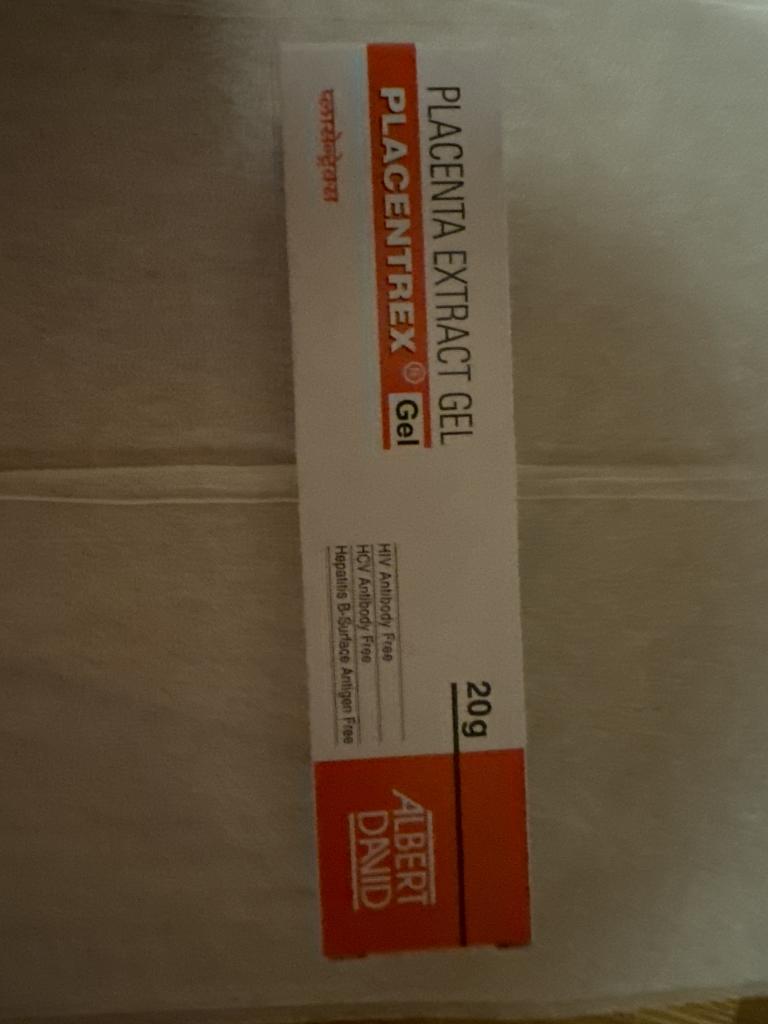 PLACENTA EXTRACT GEL
PLACENTREX® Gel
प्लासेन्ट्रेक्स
20g
HIV Antibody Free
HCV Antibody Free
Hepatitis B-Surface Antigen Free
ALBERT
DAVID